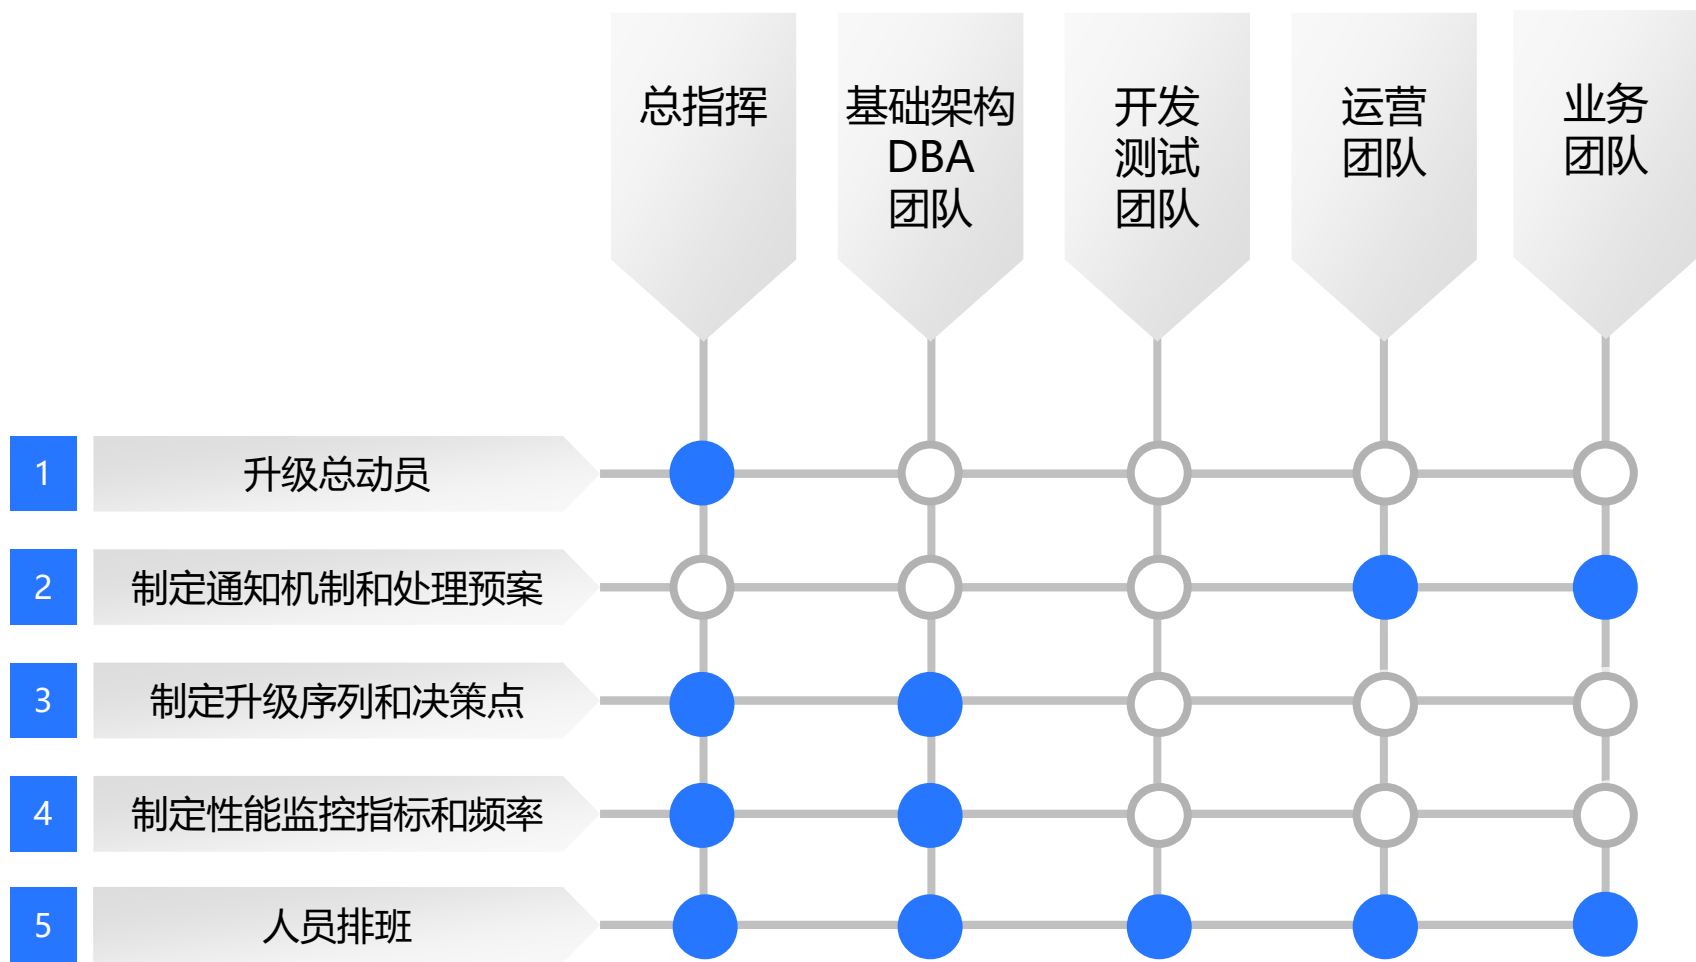 总指挥
基础架构
DBA
团队
开发
测试
团队
运营
团队
业务
团队
1
升级总动员
2
制定通知机制和处理预案
3
制定升级序列和决策点
4
制定性能监控指标和频率
5
人员排班